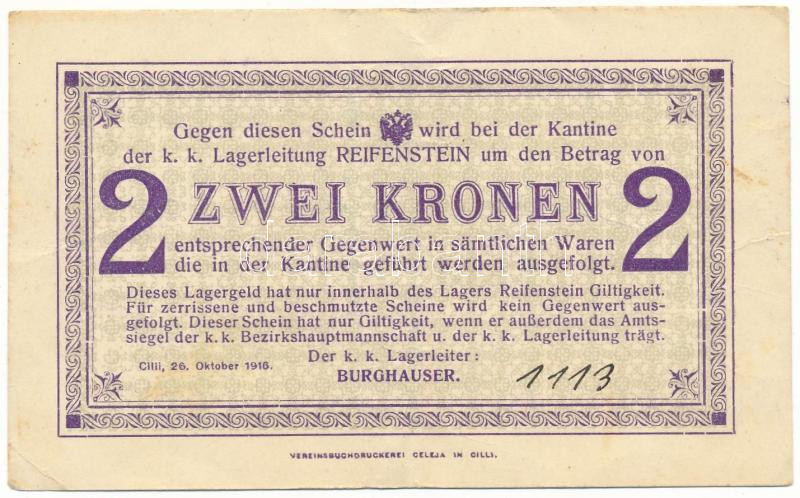 Gegen diesen Schein wird bei der Kantine
der k. k. Lagerleitung REIFENSTEIN um den Betrag von
2 ZWEI KRONEN 2
entsprechender Gegenwert in sämtlichen Waren
die in der Kantine geführt werden ausgefolgt.
Dieses Lagergeld hat nur innerhalb des Lagers Reifenstein Giltigkeit.
Für zerrissene und beschmutzte Scheine wird kein Gegenwert aus-
gefolgt. Dieser Schein hat nur Giltigkeit, wenn er außerdem das Amts-
siegel der k. k. Bezirkshauptmannschaft u. der k. k. Lagerleitung trägt.
Der k. k. Lagerleiter:
Cilli, 26. Oktober 1916.
BURGHAUSER. 1113
VEREINSBUCHDRUCKEREI CELEJA IN CILLI.